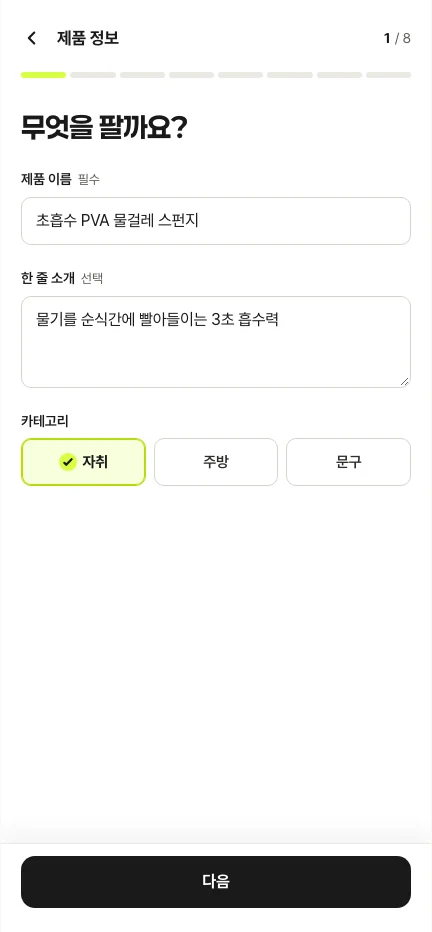 제품 정보
1 / 8
무엇을 팔까요?
제품 이름 필수
초흡수 PVA 물걸레 스펀지
한 줄 소개 선택
물기를 순식간에 빨아들이는 3초 흡수력
카테고리
자취
주방
문구
다음